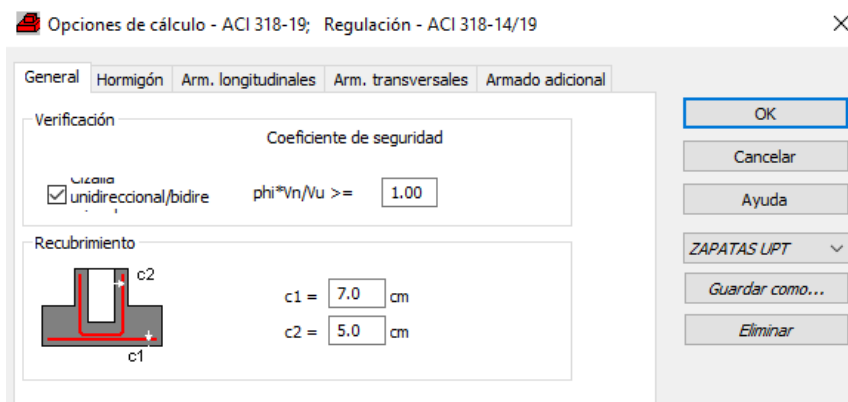 Opciones de cálculo - ACI 318-19; Regulación - ACI 318-14/19
General Hormigón Arm. longitudinales Arm. transversales Armado adicional
Verificación
Coeficiente de seguridad
unidireccional/bidire
phi*Vn/Vu >= 1.00
Recubrimiento
c2
c1
c1 = 7.0 cm
c2 = 5.0 cm
OK
Cancelar
Ayuda
ZAPATAS UPT
Guardar como...
Eliminar